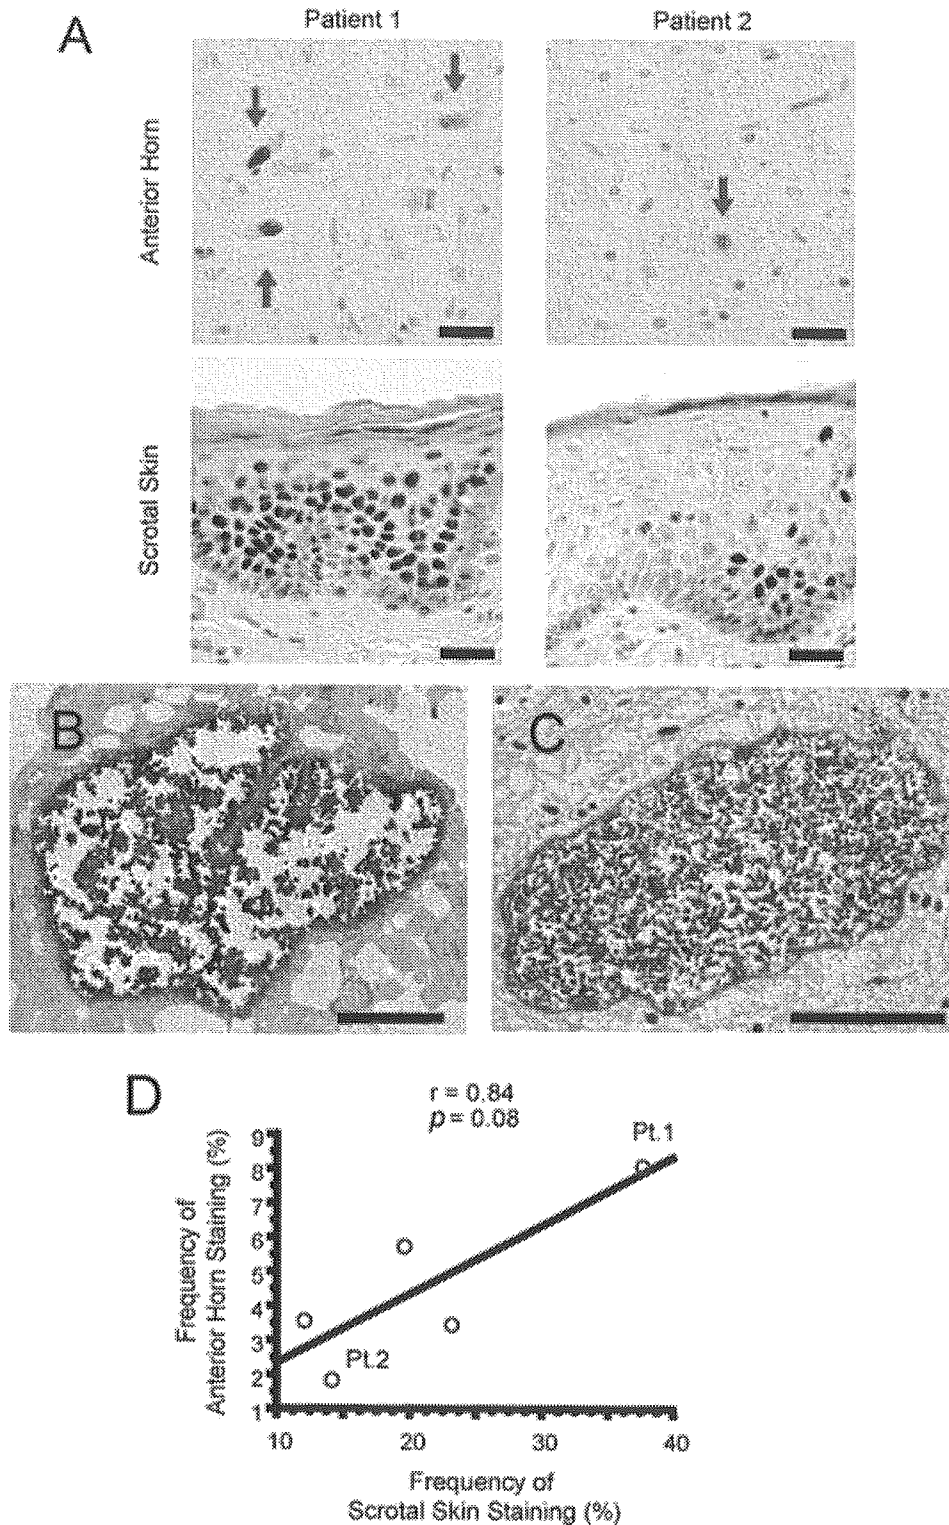 A
Patient 1
Patient 2
Anterior Horn
Scrotal Skin
B
C
D
r = 0.84
p = 0.08
Pt.1
Pt.2
9
8
7
6
5
4
3
2
1
10
20
30
40
Frequency of
Anterior Horn Staining (%)
Frequency of
Scrotal Skin Staining (%)